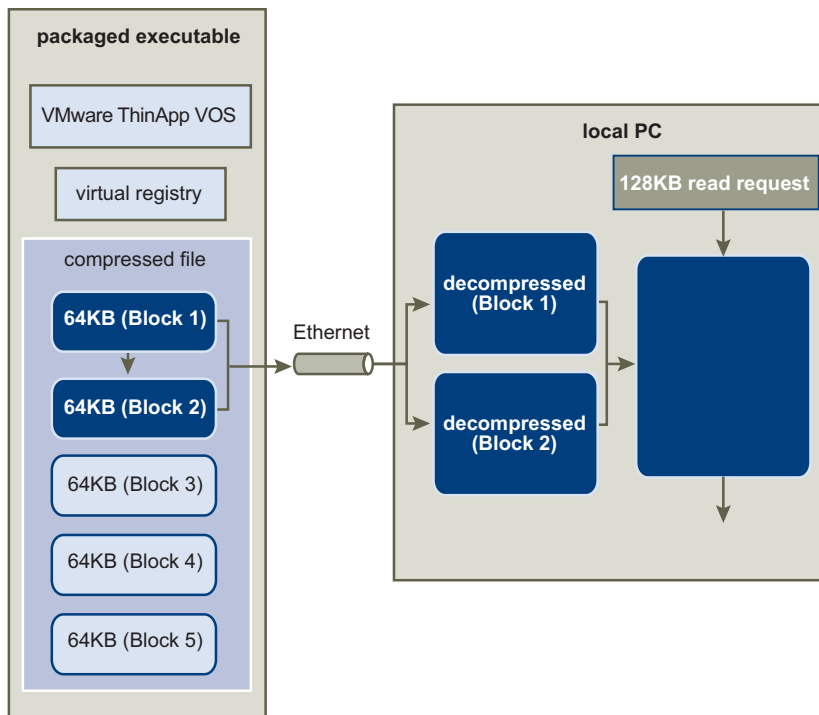 packaged executable
VMware ThinApp VOS
virtual registry
compressed file
64KB (Block 1)
64KB (Block 2)
64KB (Block 3)
64KB (Block 4)
64KB (Block 5)
Ethernet
local PC
128KB read request
decompressed
(Block 1)
decompressed
(Block 2)